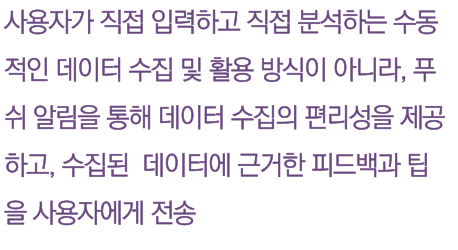 사용자가 직접 입력하고 직접 분석하는 수동
적인 데이터 수집 및 활용 방식이 아니라, 푸
쉬 알림을 통해 데이터 수집의 편리성을 제공
하고, 수집된  데이터에 근거한 피드백과 팁
을 사용자에게 전송